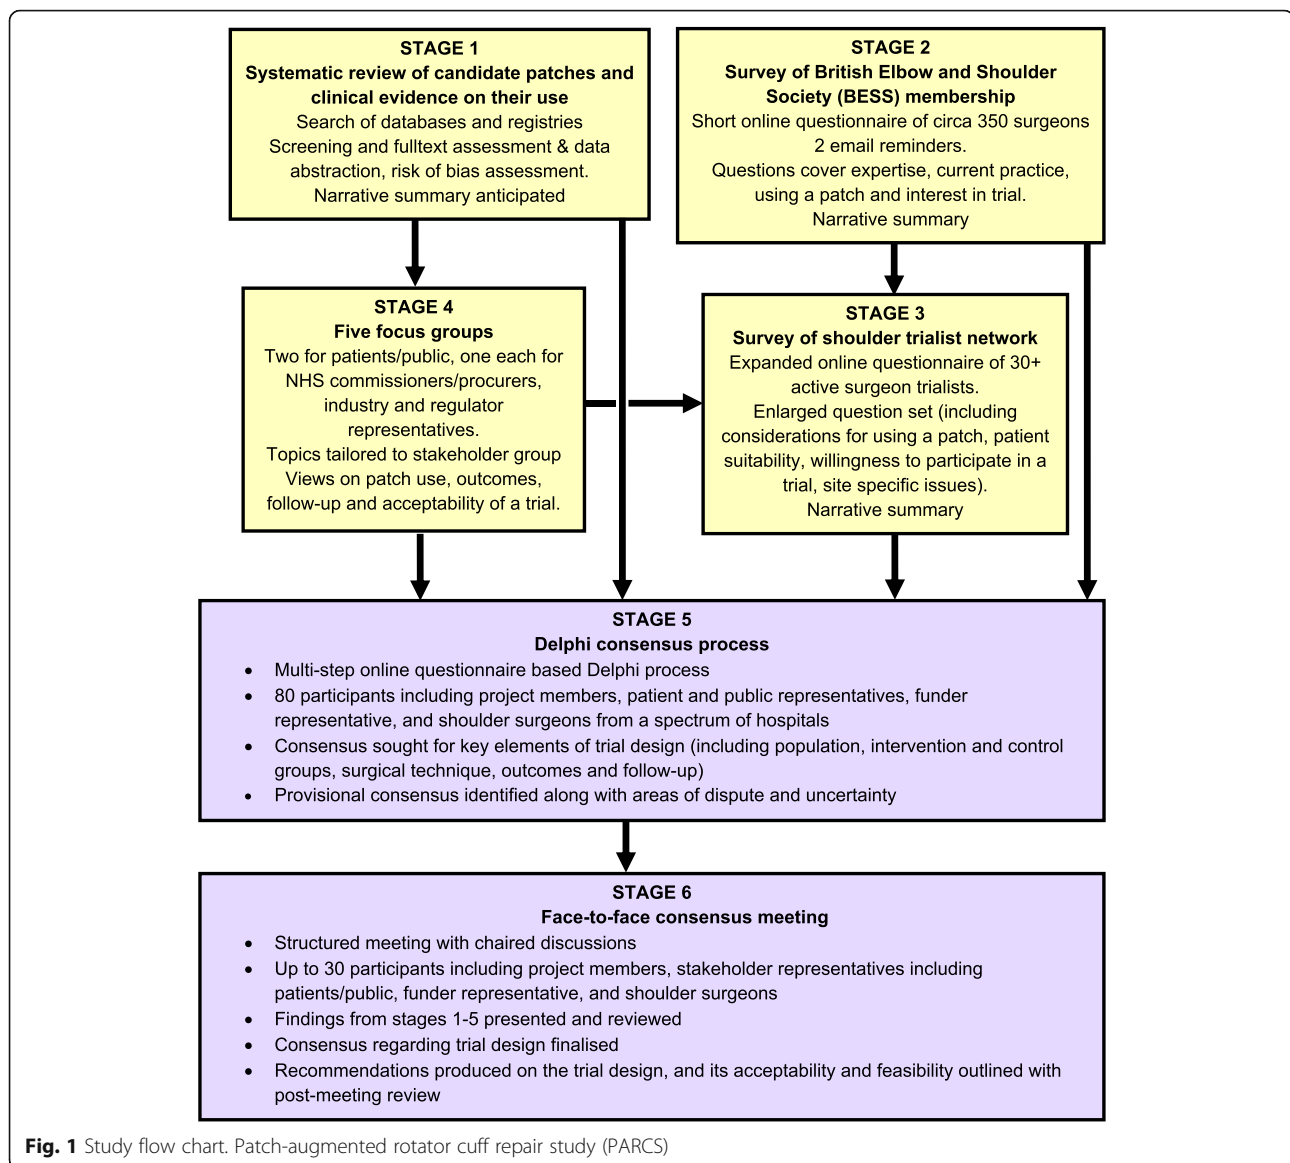 STAGE 1
Systematic review of candidate patches and
clinical evidence on their use
Search of databases and registries
Screening and fulltext assessment & data
abstraction, risk of bias assessment.
Narrative summary anticipated
STAGE 2
Survey of British Elbow and Shoulder
Society (BESS) membership
Short online questionnaire of circa 350 surgeons
2 email reminders.
Questions cover expertise, current practice,
using a patch and interest in trial.
Narrative summary
STAGE 4
Five focus groups
Two for patients/public, one each for
NHS commissioners/procurers,
industry and regulator
representatives.
Topics tailored to stakeholder group
Views on patch use, outcomes,
follow-up and acceptability of a trial.
STAGE 3
Survey of shoulder trialist network
Expanded online questionnaire of 30+
active surgeon trialists.
Enlarged question set (including
considerations for using a patch, patient
suitability, willingness to participate in a
trial, site specific issues).
Narrative summary
STAGE 5
Delphi consensus process
• Multi-step online questionnaire based Delphi process
• 80 participants including project members, patient and public representatives, funder
representative, and shoulder surgeons from a spectrum of hospitals
• Consensus sought for key elements of trial design (including population, intervention and control
groups, surgical technique, outcomes and follow-up)
• Provisional consensus identified along with areas of dispute and uncertainty
STAGE 6
Face-to-face consensus meeting
• Structured meeting with chaired discussions
• Up to 30 participants including project members, stakeholder representatives including
patients/public, funder representative, and shoulder surgeons
• Findings from stages 1-5 presented and reviewed
• Consensus regarding trial design finalised
• Recommendations produced on the trial design, and its acceptability and feasibility outlined with
post-meeting review
Fig. 1 Study flow chart. Patch-augmented rotator cuff repair study (PARCS)